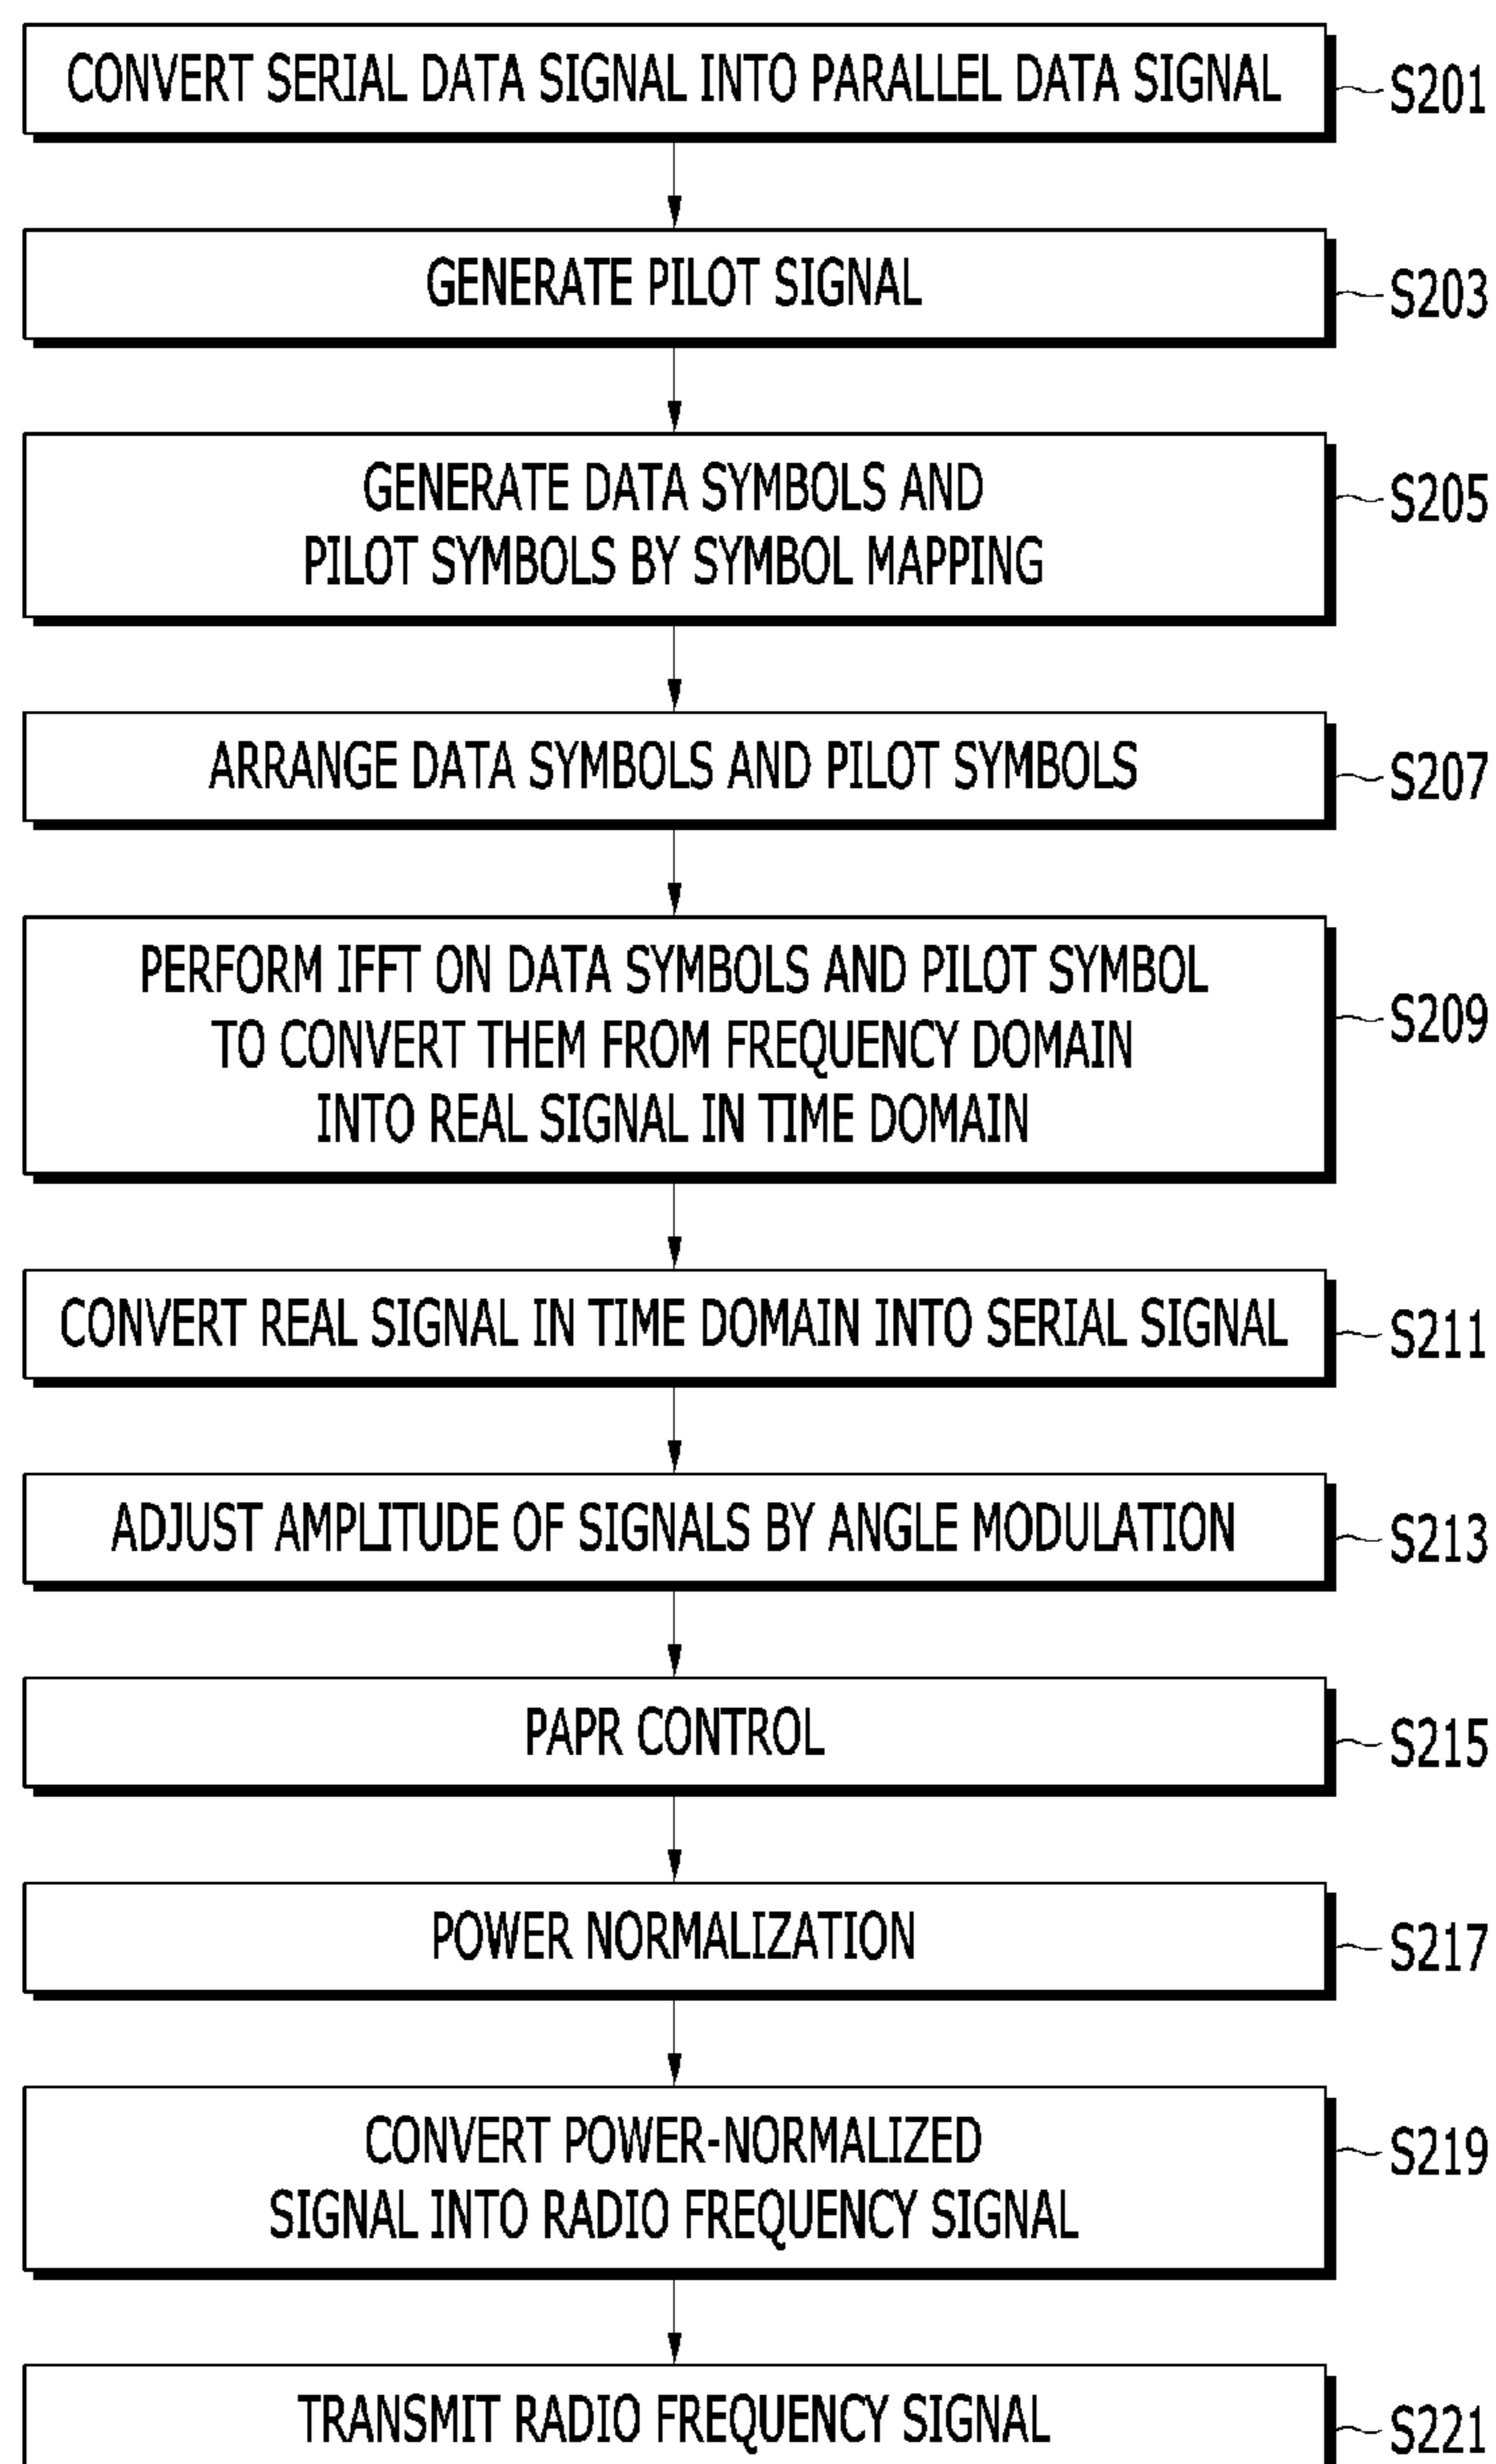 CONVERT SERIAL DATA SIGNAL INTO PARALLEL DATA SIGNAL
S201
GENERATE PILOT SIGNAL
S203
GENERATE DATA SYMBOLS AND
PILOT SYMBOLS BY SYMBOL MAPPING
S205
ARRANGE DATA SYMBOLS AND PILOT SYMBOLS
S207
PERFORM IFFT ON DATA SYMBOLS AND PILOT SYMBOL
TO CONVERT THEM FROM FREQUENCY DOMAIN
INTO REAL SIGNAL IN TIME DOMAIN
S209
CONVERT REAL SIGNAL IN TIME DOMAIN INTO SERIAL SIGNAL
S211
ADJUST AMPLITUDE OF SIGNALS BY ANGLE MODULATION
S213
PAPR CONTROL
S215
POWER NORMALIZATION
S217
CONVERT POWER-NORMALIZED
SIGNAL INTO RADIO FREQUENCY SIGNAL
S219
TRANSMIT RADIO FREQUENCY SIGNAL
S221